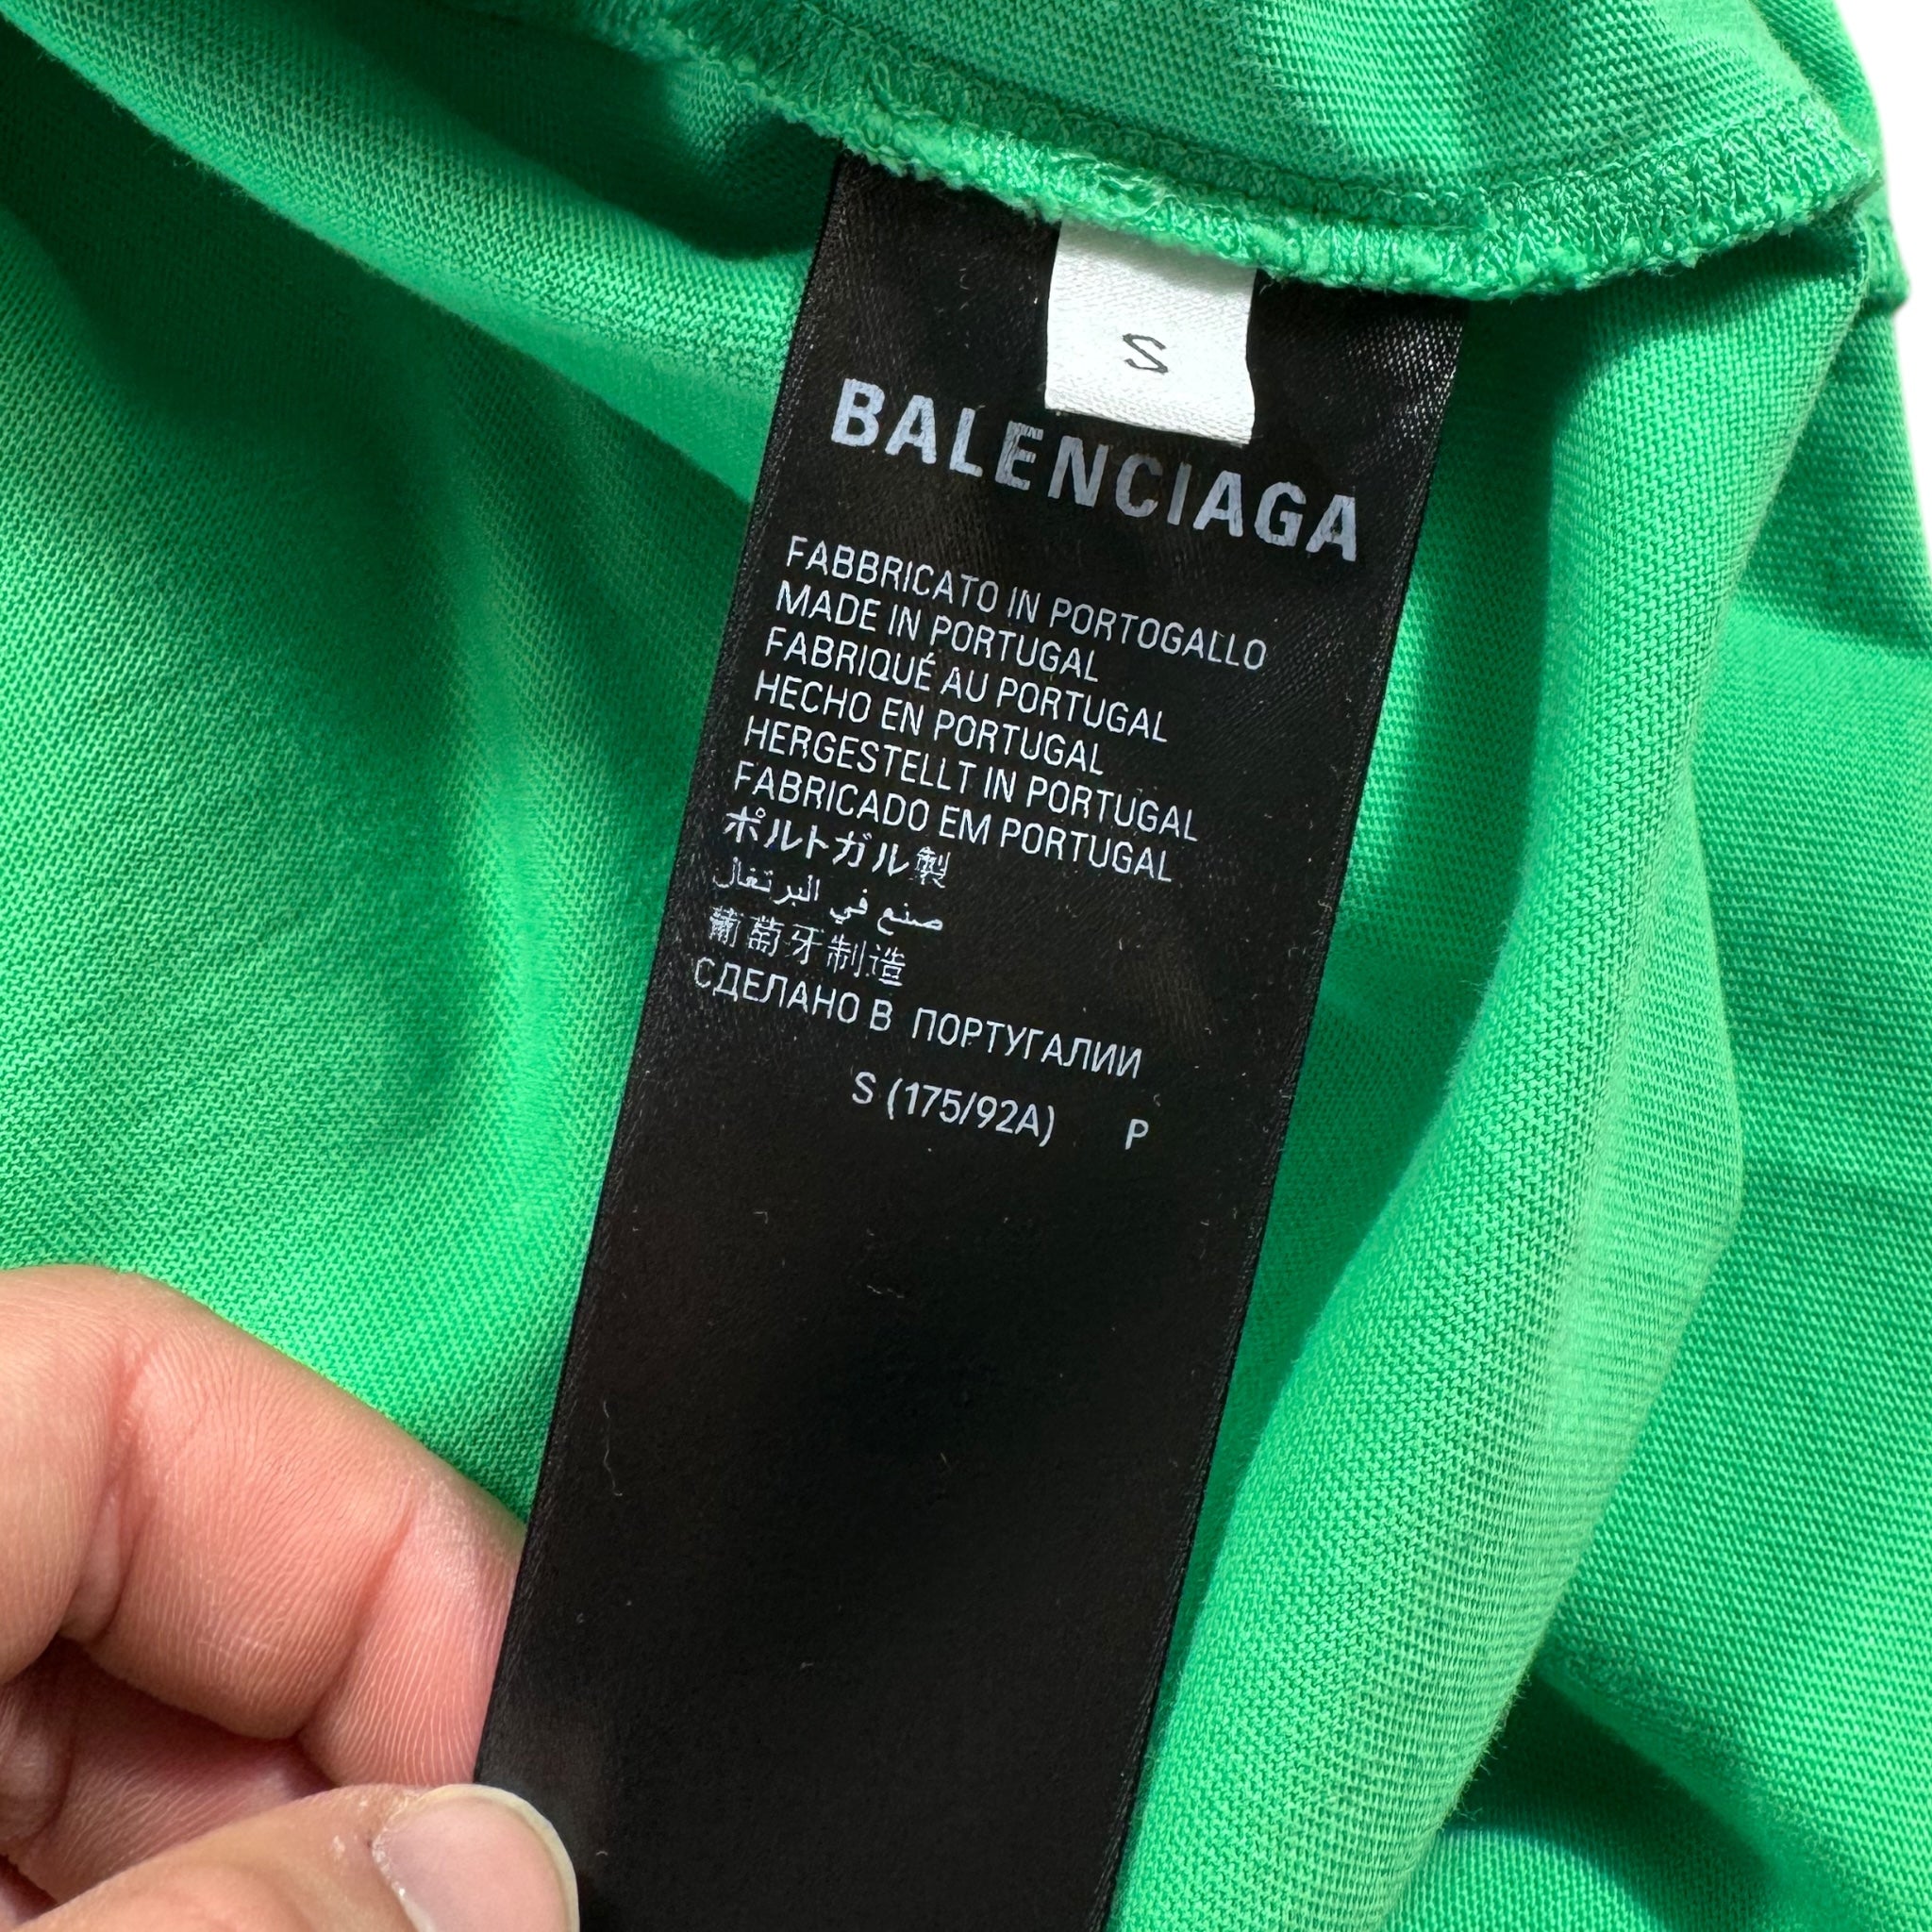 S
BALENCIAGA
FABBRICATO IN PORTOGALLO
MADE IN PORTUGAL
FABRIQUÉ AU PORTUGAL
HECHO EN PORTUGAL
HERGESTELLT IN PORTUGAL
FABRICADO EM PORTUGAL
ポルトガル製
صنع في البرتغال
葡萄牙制造
СДЕЛАНО В ПОРТУГАЛИИ
S (175/92A) P